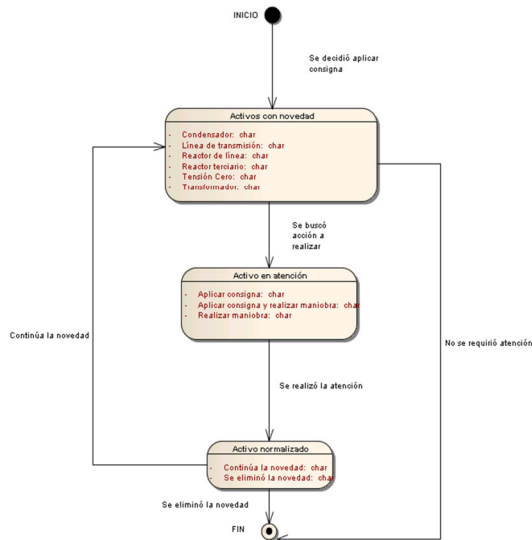 INICIO
Se decidió aplicar
consigna
Activos con novedad
- Condensador: char
- Línea de transmisión: char
- Reactor de línea: char
- Reactor terciario: char
- Tensión Cero: char
- Transformador: char
Se buscó
acción a
realizar
Activo en atención
- Aplicar consigna: char
- Aplicar consigna y realizar maniobra: char
- Realizar maniobra: char
Continúa la novedad
No se requirió atención
Se realizó la atención
Activo normalizado
- Continúa la novedad: char
- Se eliminó la novedad: char
Se eliminó la novedad
FIN